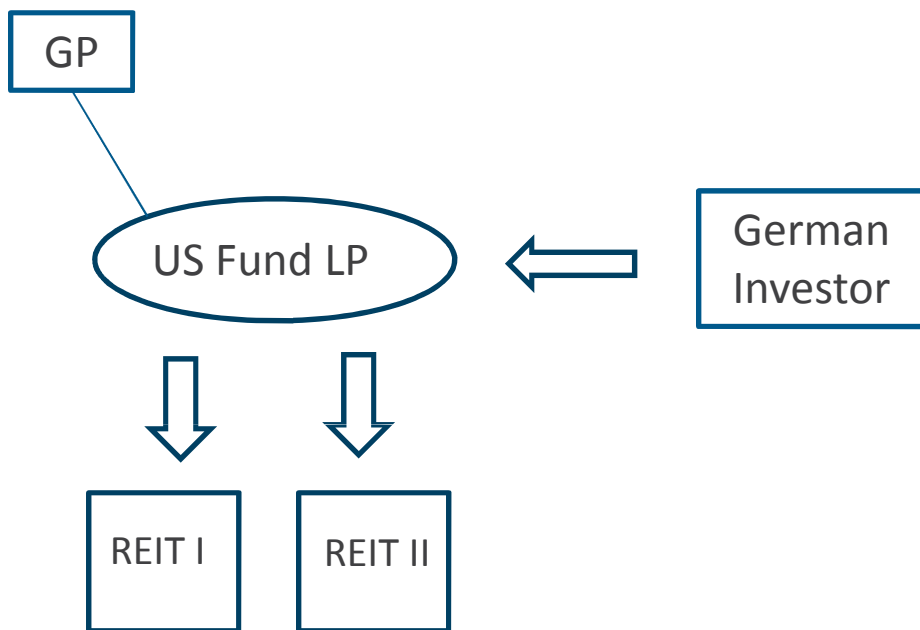 GP
US Fund LP
German
Investor
REIT I
REIT II